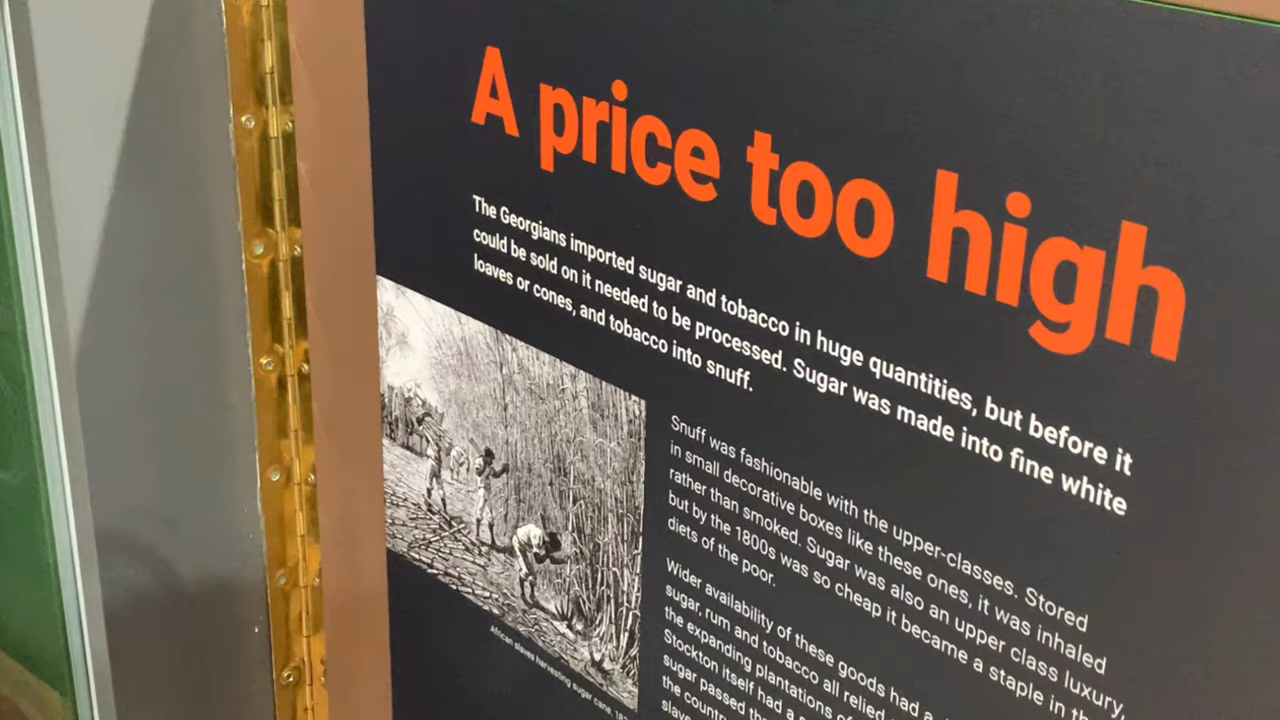 A price too high
The Georgians imported sugar and tobacco in huge quantities, but before it
could be sold on it needed to be processed. Sugar was made into fine white
loaves or cones, and tobacco into snuff.
Snuff was fashionable with the upper-classes. Stored
in small decorative boxes like these ones, it was inhaled
rather than smoked. Sugar was also an upper class luxury,
but by the 1800s was so cheap it became a staple in the
diets of the poor.
Wider availability of these goods had a
sugar, rum and tobacco all relied
the expanding plantations of
Stockton itself had a
sugar passed
the country
slave
African slaves harvesting sugar cane,